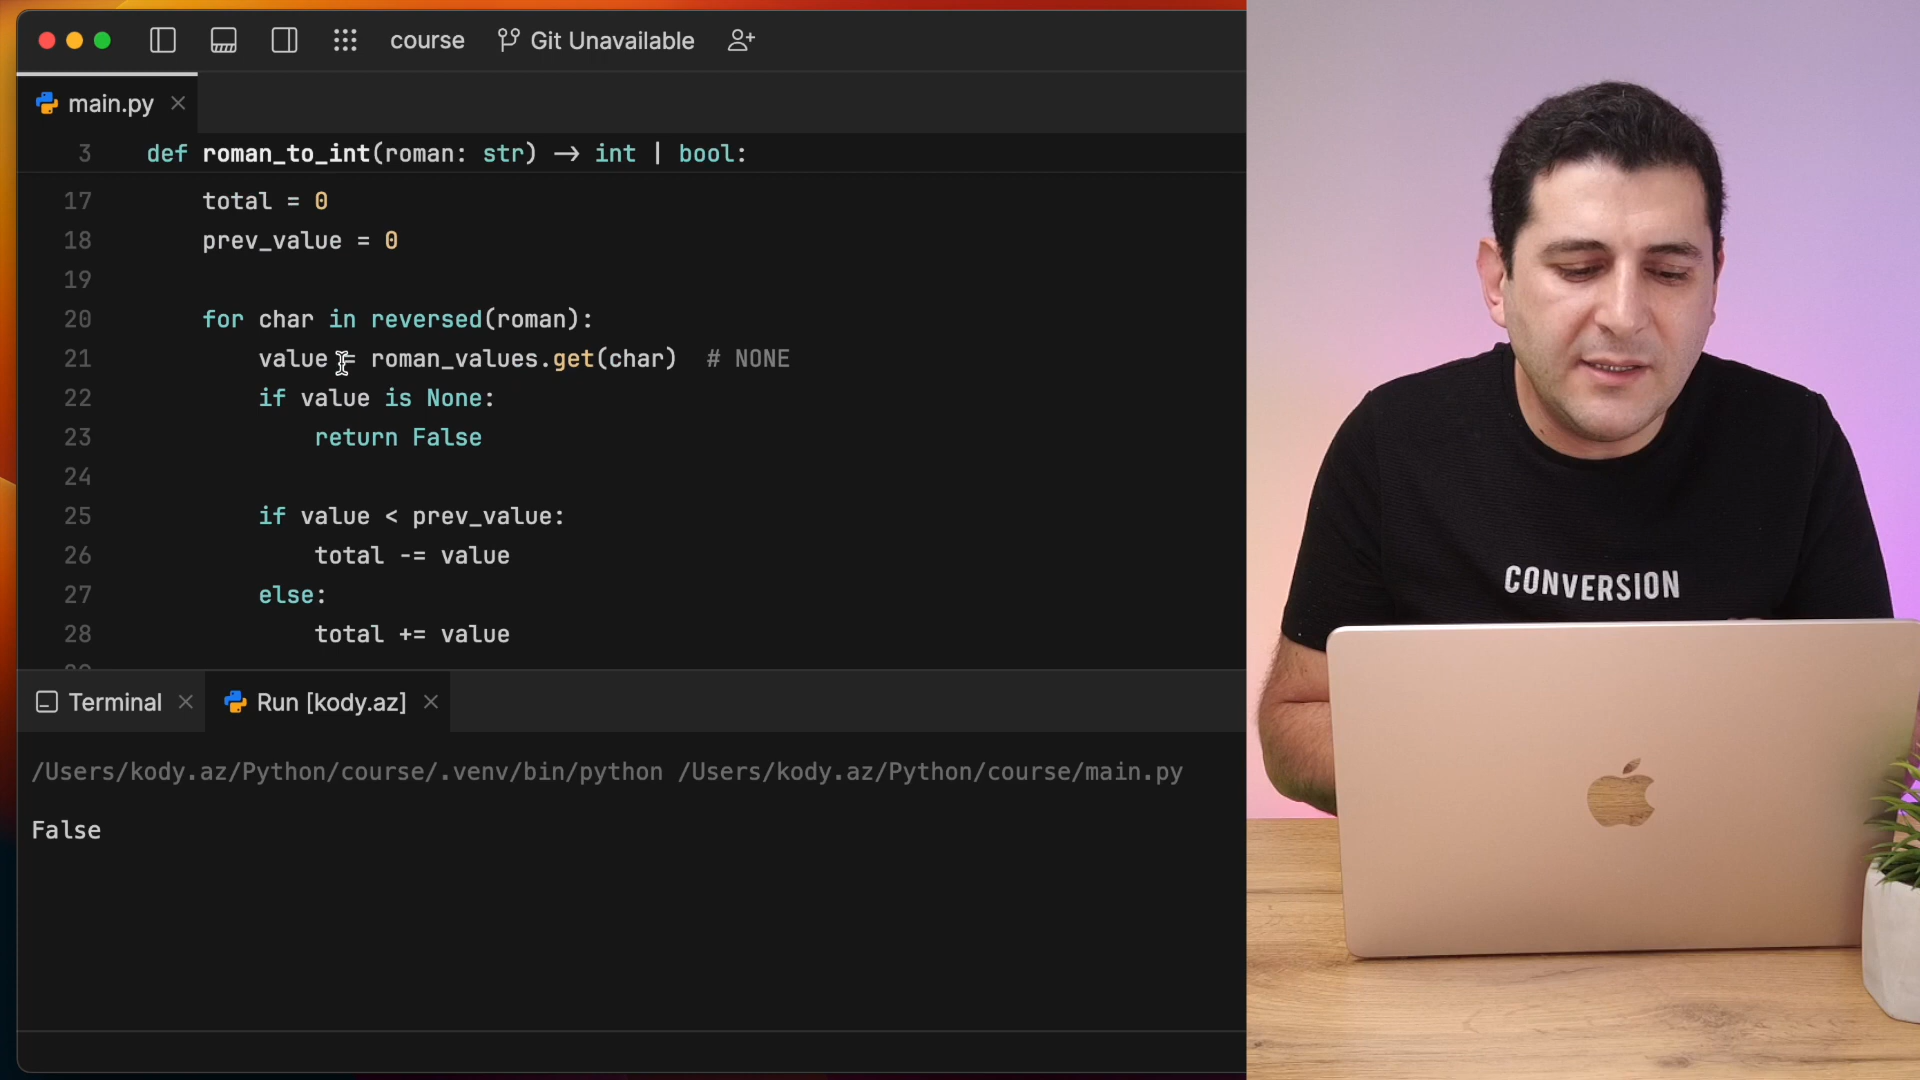 course Git Unavailable
main.py
3 def roman_to_int(roman: str) -> int | bool:
17 total = 0
18 prev_value = 0
19
20 for char in reversed(roman):
21 value = roman_values.get(char) # NONE
22 if value is None:
23 return False
24
25 if value < prev_value:
26 total -= value
27 else:
28 total += value
Terminal Run [kody.az]
/Users/kody.az/Python/course/.venv/bin/python /Users/kody.az/Python/course/main.py
False
CONVERSION